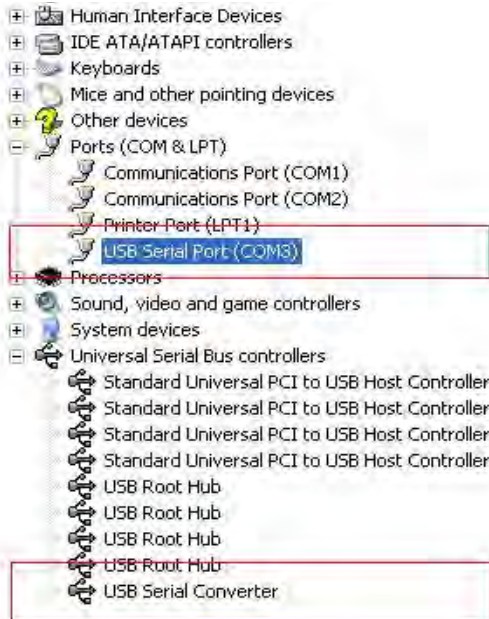 Human Interface Devices
IDE ATA/ATAPI controllers
Keyboards
Mice and other pointing devices
Other devices
Ports (COM & LPT)
Communications Port (COM1)
Communications Port (COM2)
Printer Port (LPT1)
USB Serial Port (COM3)
Processors
Sound, video and game controllers
System devices
Universal Serial Bus controllers
Standard Universal PCI to USB Host Controller
Standard Universal PCI to USB Host Controller
Standard Universal PCI to USB Host Controller
Standard Universal PCI to USB Host Controller
USB Root Hub
USB Root Hub
USB Root Hub
USB Root Hub
USB Serial Converter